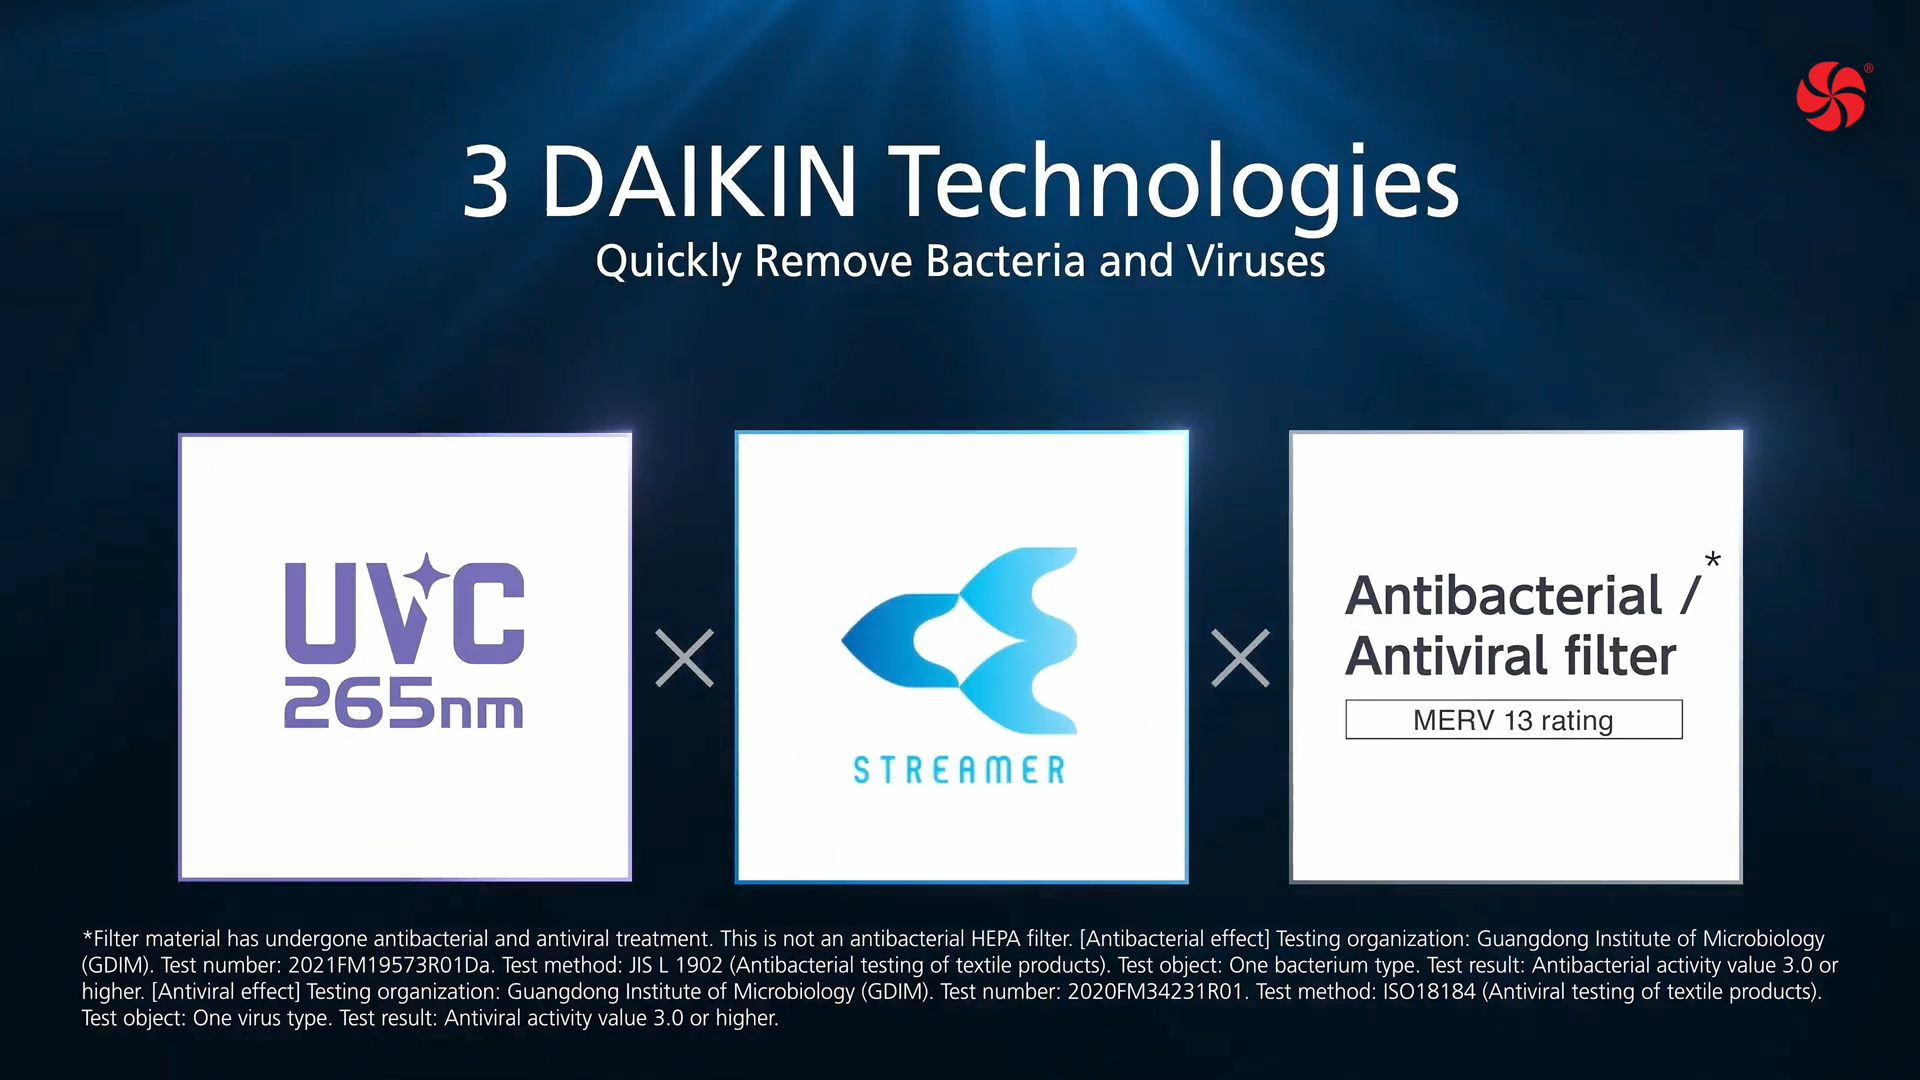 ®
3 DAIKIN Technologies
Quickly Remove Bacteria and Viruses
UVC
265nm
×
STREAMER
×
Antibacterial / *
Antiviral filter
MERV 13 rating
*Filter material has undergone antibacterial and antiviral treatment. This is not an antibacterial HEPA filter. [Antibacterial effect] Testing organization: Guangdong Institute of Microbiology
(GDIM). Test number: 2021FM19573R01Da. Test method: JIS L 1902 (Antibacterial testing of textile products). Test object: One bacterium type. Test result: Antibacterial activity value 3.0 or
higher. [Antiviral effect] Testing organization: Guangdong Institute of Microbiology (GDIM). Test number: 2020FM34231R01. Test method: ISO18184 (Antiviral testing of textile products).
Test object: One virus type. Test result: Antiviral activity value 3.0 or higher.